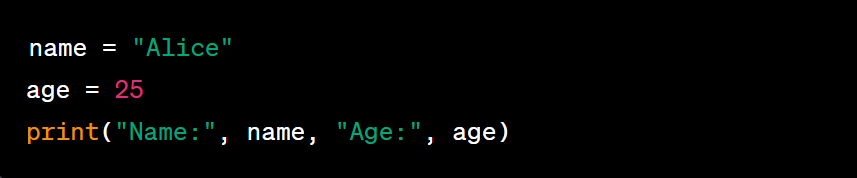 name = "Alice"
age = 25
print("Name:", name, "Age:", age)